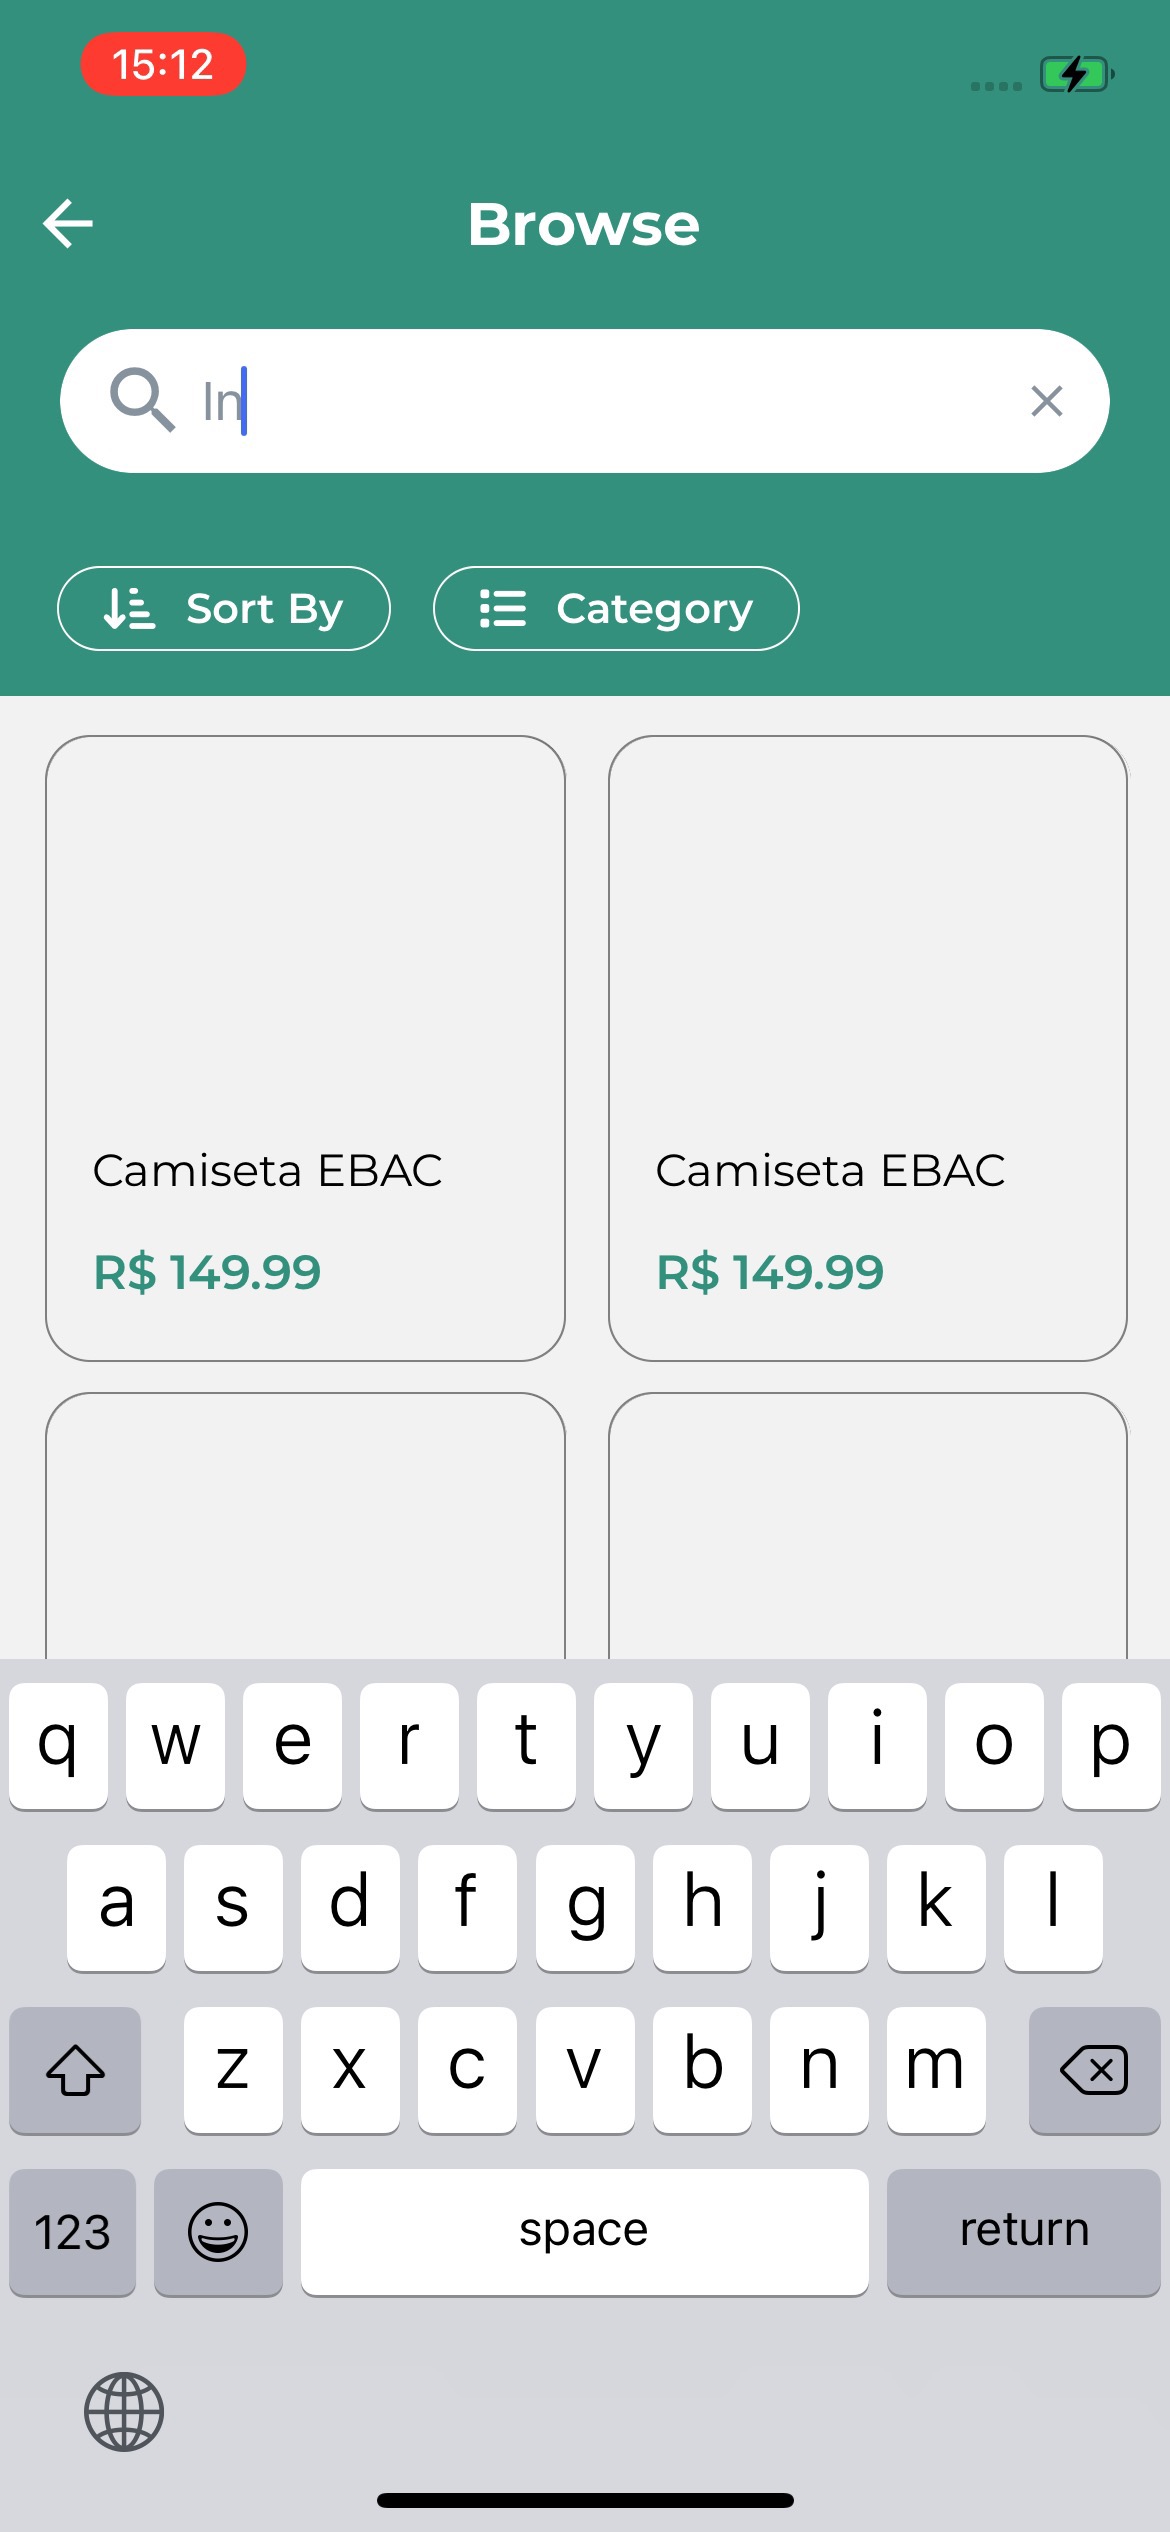 15:12
Browse
In
Sort By Category
Camiseta EBAC Camiseta EBAC
R$ 149.99 R$ 149.99
q w e r t y u i o p
a s d f g h j k l
z x c v b n m
123 space return